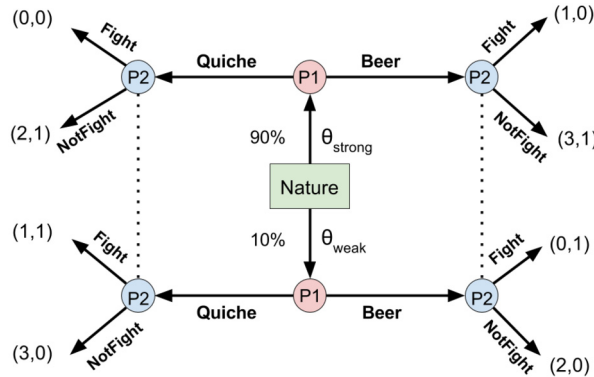 (0,0)
Fight
P2
Quiche
P1
Beer
P2
Fight
(1,0)
(2,1)
NotFight
NotFight
(3,1)
90%
θstrong
Nature
10%
θweak
(1,1)
Fight
P2
Quiche
P1
Beer
P2
Fight
(0,1)
(3,0)
NotFight
NotFight
(2,0)